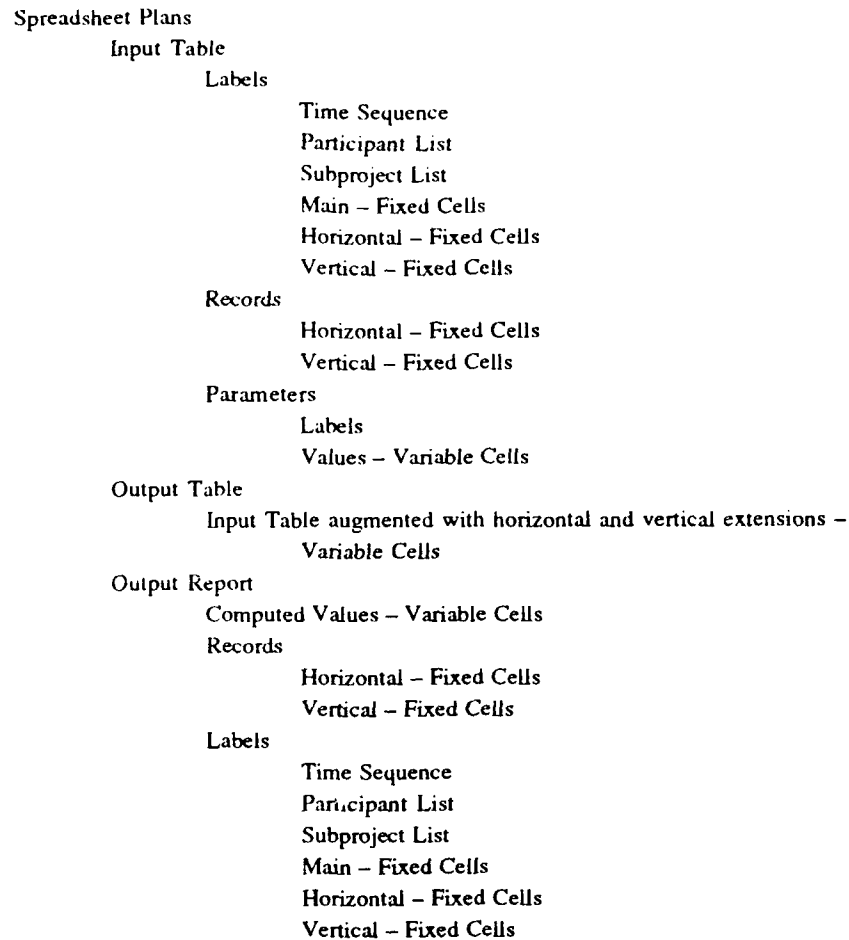 Spreadsheet Plans
Input Table
Labels
Time Sequence
Participant List
Subproject List
Main – Fixed Cells
Horizontal – Fixed Cells
Vertical – Fixed Cells
Records
Horizontal – Fixed Cells
Vertical – Fixed Cells
Parameters
Labels
Values – Variable Cells
Output Table
Input Table augmented with horizontal and vertical extensions –
Variable Cells
Output Report
Computed Values – Variable Cells
Records
Horizontal – Fixed Cells
Vertical – Fixed Cells
Labels
Time Sequence
Participant List
Subproject List
Main – Fixed Cells
Horizontal – Fixed Cells
Vertical – Fixed Cells